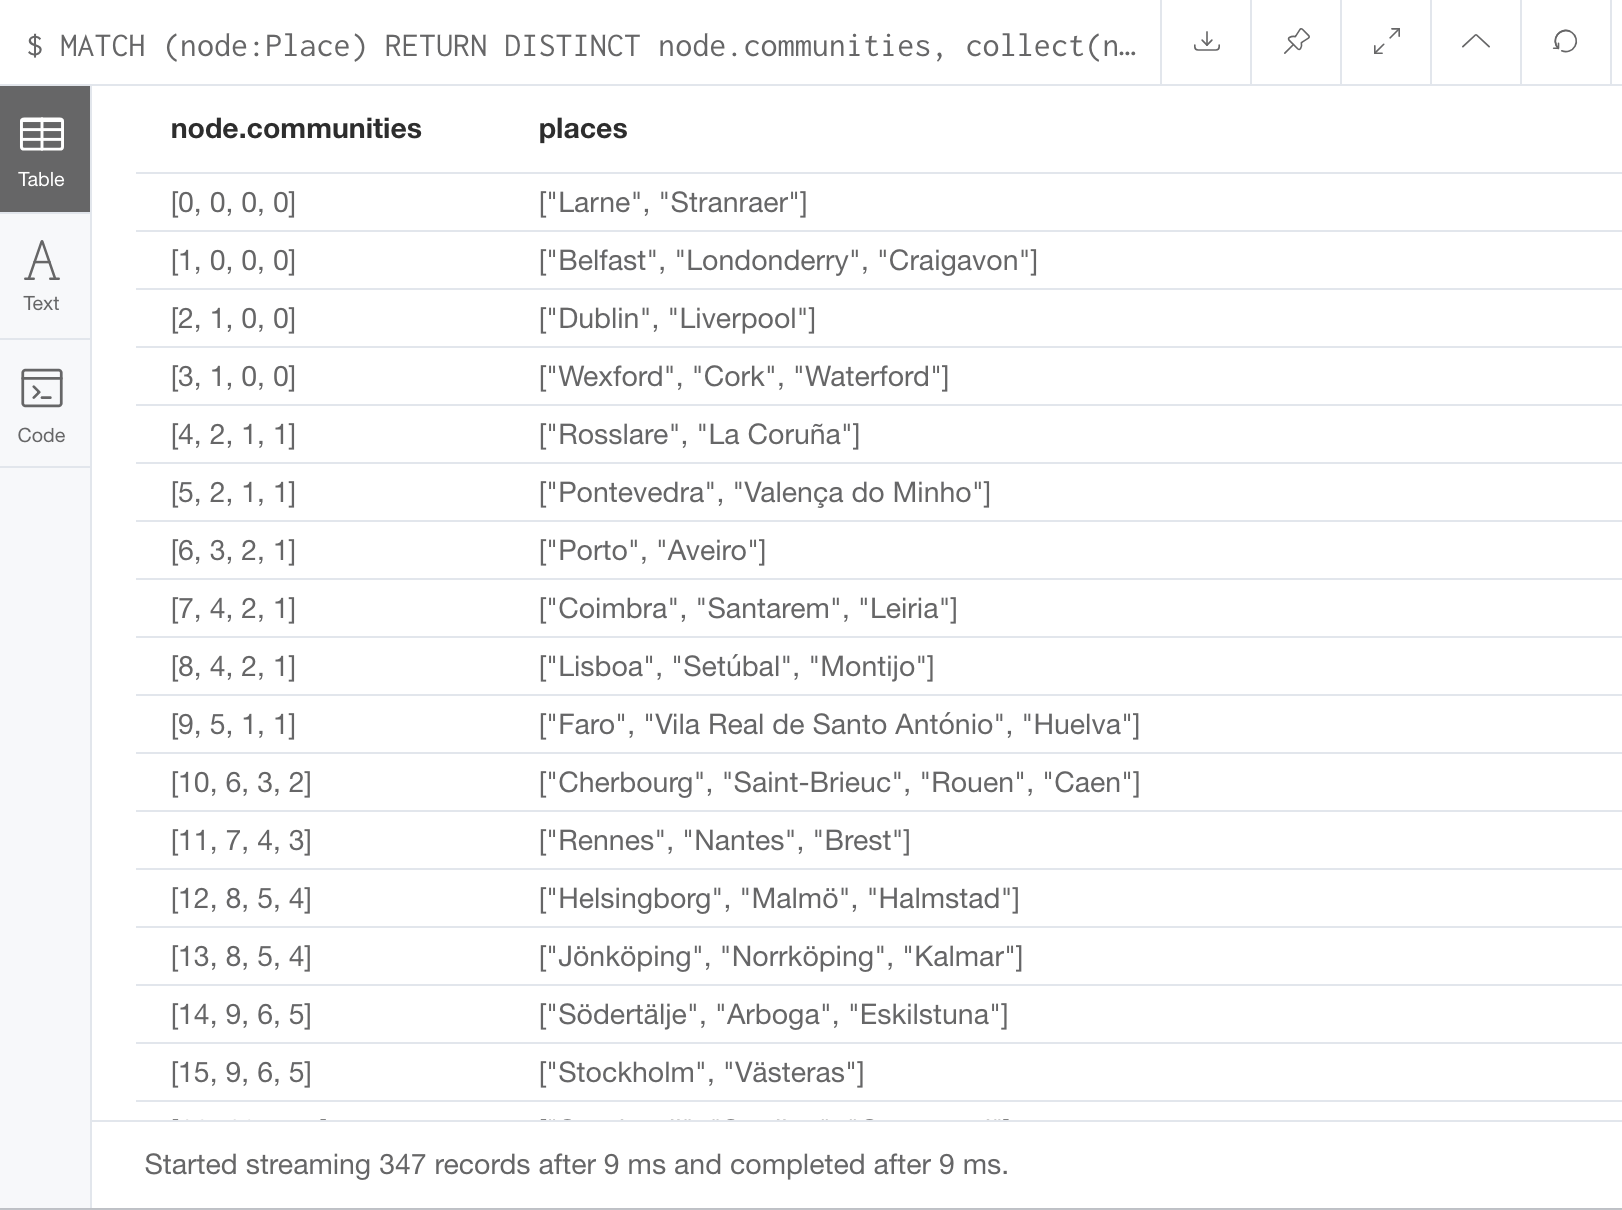 $ MATCH (node:Place) RETURN DISTINCT node.communities, collect(n…
Table
Text
Code
node.communities places
[0, 0, 0, 0] ["Larne", "Stranraer"]
[1, 0, 0, 0] ["Belfast", "Londonderry", "Craigavon"]
[2, 1, 0, 0] ["Dublin", "Liverpool"]
[3, 1, 0, 0] ["Wexford", "Cork", "Waterford"]
[4, 2, 1, 1] ["Rosslare", "La Coruña"]
[5, 2, 1, 1] ["Pontevedra", "Valença do Minho"]
[6, 3, 2, 1] ["Porto", "Aveiro"]
[7, 4, 2, 1] ["Coimbra", "Santarem", "Leiria"]
[8, 4, 2, 1] ["Lisboa", "Setúbal", "Montijo"]
[9, 5, 1, 1] ["Faro", "Vila Real de Santo António", "Huelva"]
[10, 6, 3, 2] ["Cherbourg", "Saint-Brieuc", "Rouen", "Caen"]
[11, 7, 4, 3] ["Rennes", "Nantes", "Brest"]
[12, 8, 5, 4] ["Helsingborg", "Malmö", "Halmstad"]
[13, 8, 5, 4] ["Jönköping", "Norrköping", "Kalmar"]
[14, 9, 6, 5] ["Södertälje", "Arboga", "Eskilstuna"]
[15, 9, 6, 5] ["Stockholm", "Västeras"]
Started streaming 347 records after 9 ms and completed after 9 ms.